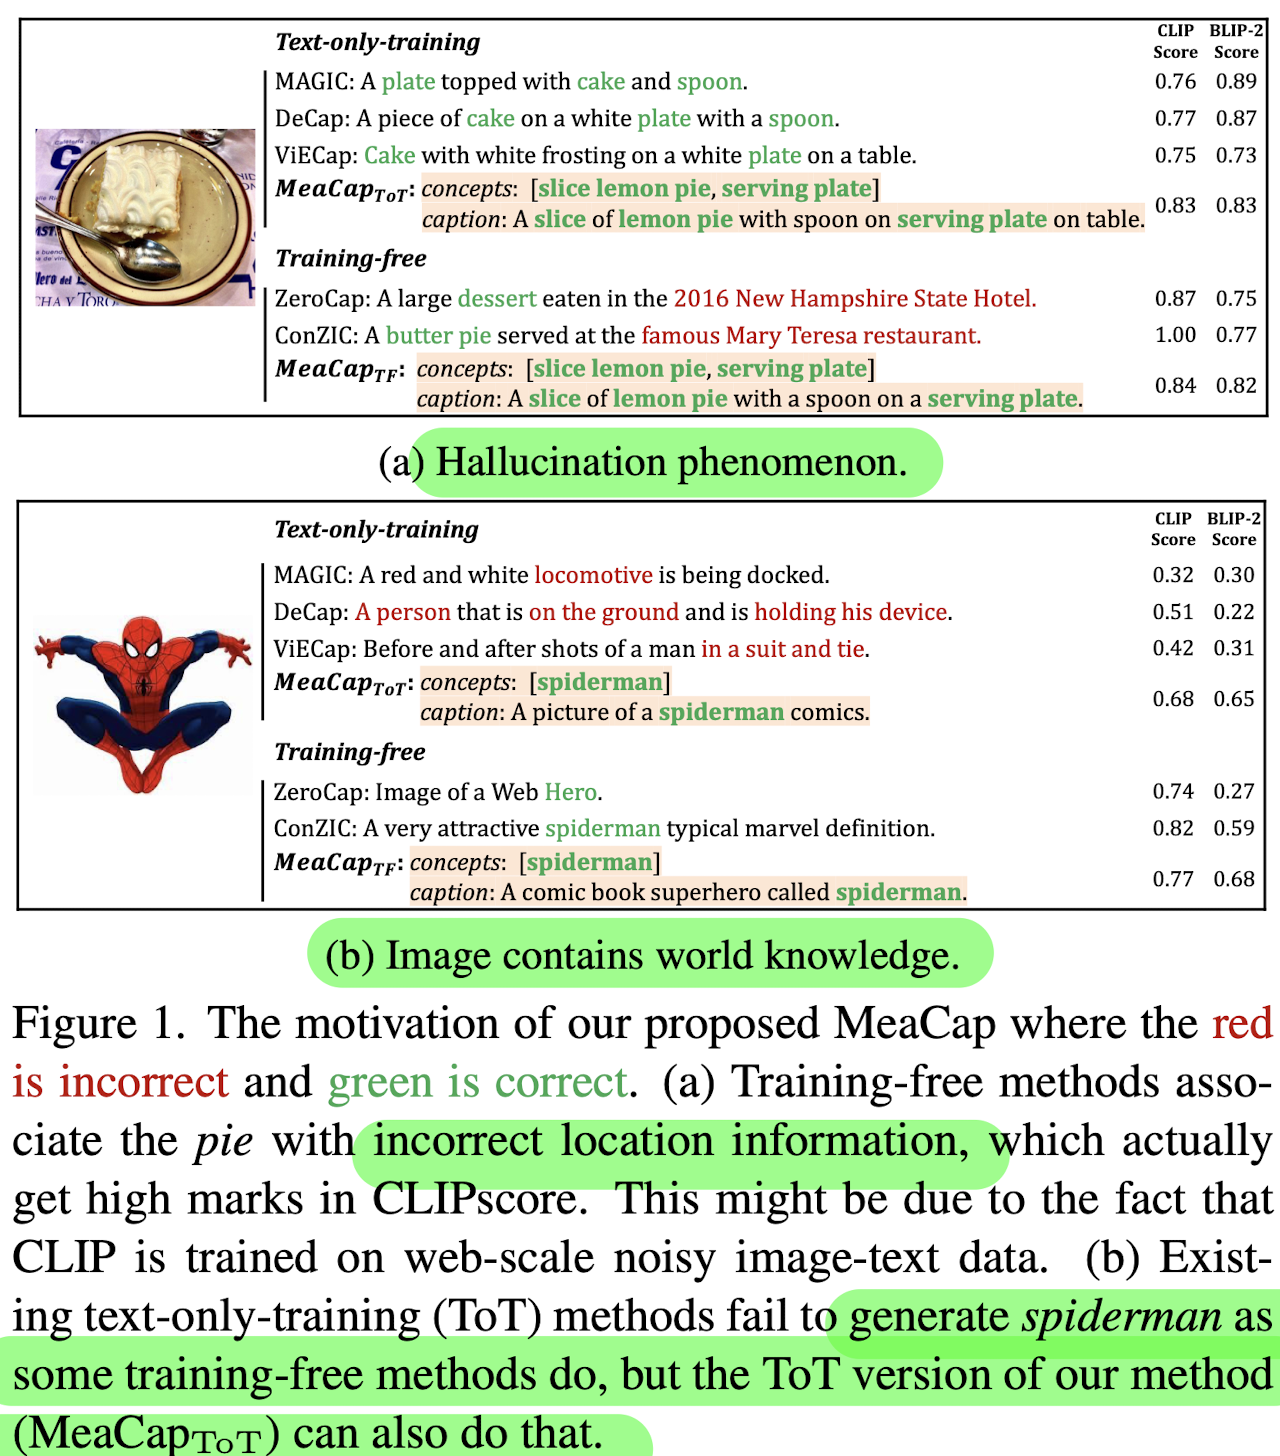 CLIP BLIP-2
Text-only-training Score Score
MAGIC: A plate topped with cake and spoon. 0.76 0.89
DeCap: A piece of cake on a white plate with a spoon. 0.77 0.87
ViECap: Cake with white frosting on a white plate on a table. 0.75 0.73
MeaCapToT: concepts: [slice lemon pie, serving plate]
caption: A slice of lemon pie with spoon on serving plate on table. 0.83 0.83
Training-free
ZeroCap: A large dessert eaten in the 2016 New Hampshire State Hotel. 0.87 0.75
ConZIC: A butter pie served at the famous Mary Teresa restaurant. 1.00 0.77
MeaCapTF: concepts: [slice lemon pie, serving plate]
caption: A slice of lemon pie with a spoon on a serving plate. 0.84 0.82
(a) Hallucination phenomenon.
CLIP BLIP-2
Text-only-training Score Score
MAGIC: A red and white locomotive is being docked. 0.32 0.30
DeCap: A person that is on the ground and is holding his device. 0.51 0.22
ViECap: Before and after shots of a man in a suit and tie. 0.42 0.31
MeaCapToT: concepts: [spiderman]
caption: A picture of a spiderman comics. 0.68 0.65
Training-free
ZeroCap: Image of a Web Hero. 0.74 0.27
ConZIC: A very attractive spiderman typical marvel definition. 0.82 0.59
MeaCapTF: concepts: [spiderman]
caption: A comic book superhero called spiderman. 0.77 0.68
(b) Image contains world knowledge.
Figure 1. The motivation of our proposed MeaCap where the red
is incorrect and green is correct. (a) Training-free methods asso-
ciate the pie with incorrect location information, which actually
get high marks in CLIPscore. This might be due to the fact that
CLIP is trained on web-scale noisy image-text data. (b) Exist-
ing text-only-training (ToT) methods fail to generate spiderman as
some training-free methods do, but the ToT version of our method
(MeaCapToT) can also do that.